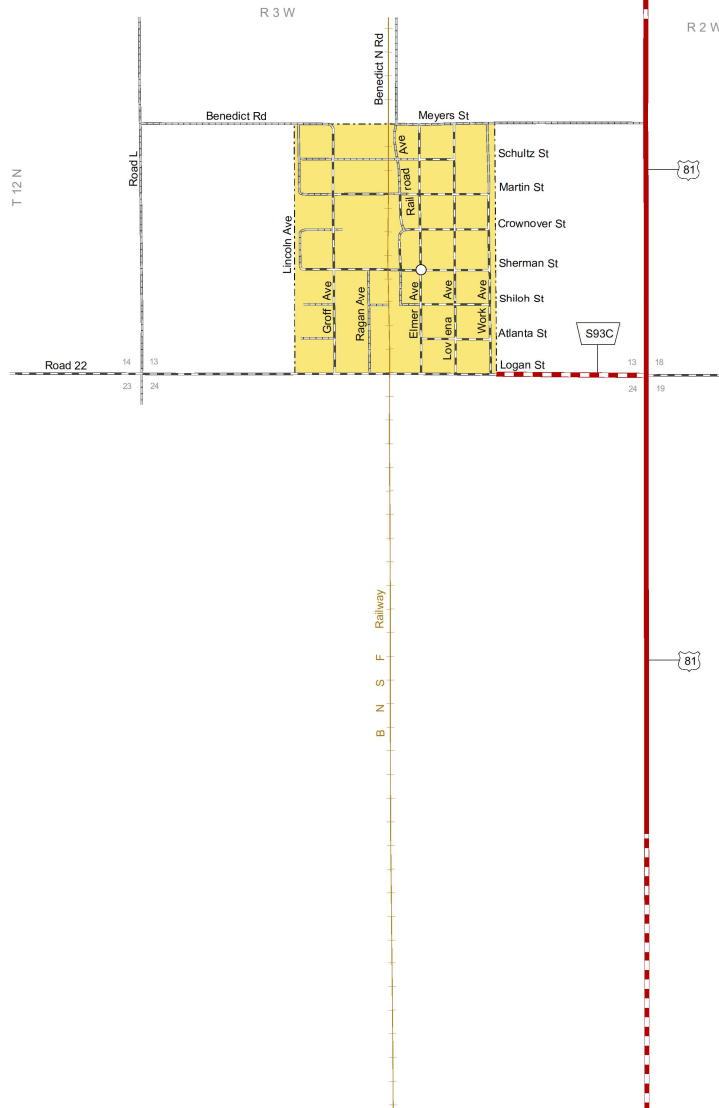 R 3 W
R 2 W
Benedict N Rd
Benedict Rd
Meyers St
Road L
T 12 N
Railroad Ave
Schultz St
81
Martin St
Lincoln Ave
Crownover St
Sherman St
Groff Ave
Ragan Ave
Elmer Ave
Lovena Ave
Work Ave
Shiloh St
Atlanta St
S93C
Road 22
14 13
Logan St
13 18
23 24
24 19
B N S F Railway
81